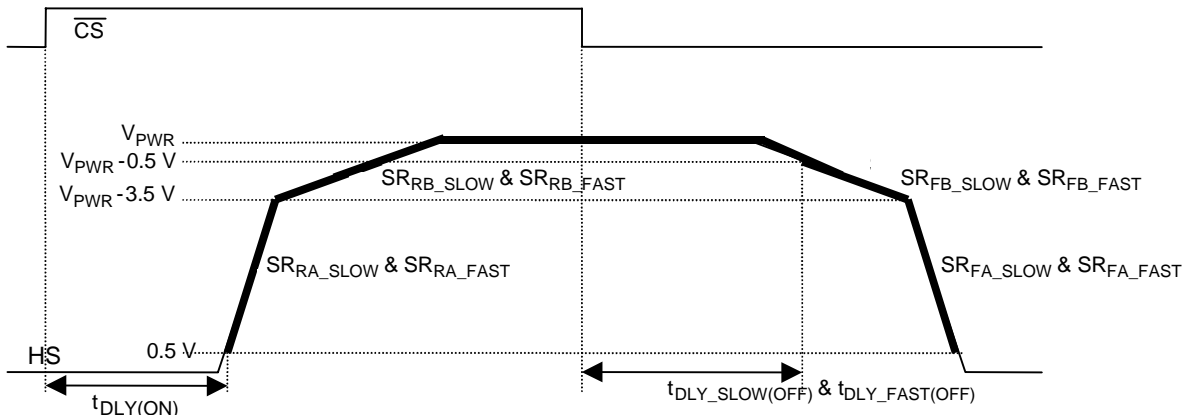 CS
VPWR
VPWR -0.5 V
VPWR -3.5 V
SRRB_SLOW & SRRB_FAST
SRFB_SLOW & SRFB_FAST
SRRA_SLOW & SRRA_FAST
SRFA_SLOW & SRFA_FAST
0.5 V
HS
tDLY(ON)
tDLY_SLOW(OFF) & tDLY_FAST(OFF)